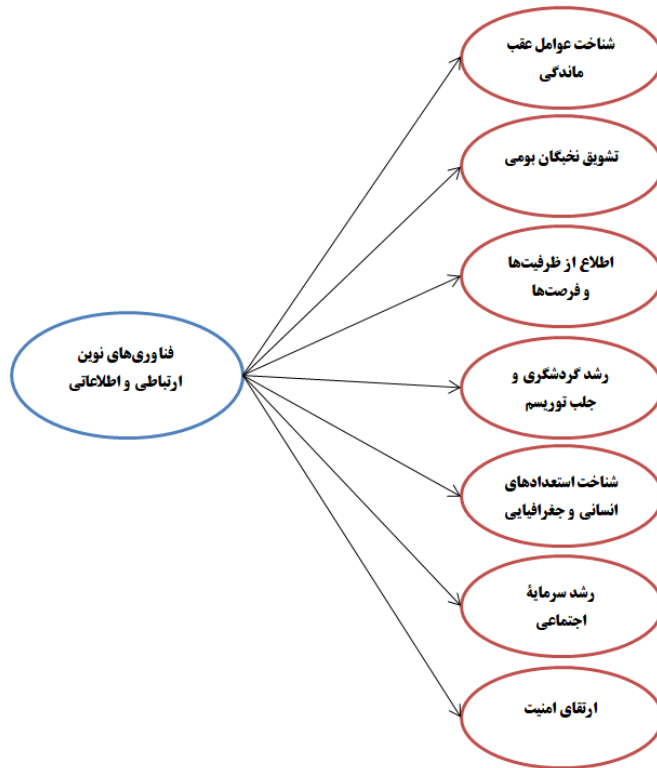 شناخت عوامل عقب
ماندگی
تشویق نخبگان بومی
اطلاع از ظرفیت‌ها
و فرصت‌ها
فناوری‌های نوین
ارتباطی و اطلاعاتی
رشد گردشگری و
جلب توریسم
شناخت استعدادهای
انسانی و جغرافیایی
رشد سرمایهٔ
اجتماعی
ارتقای امنیت